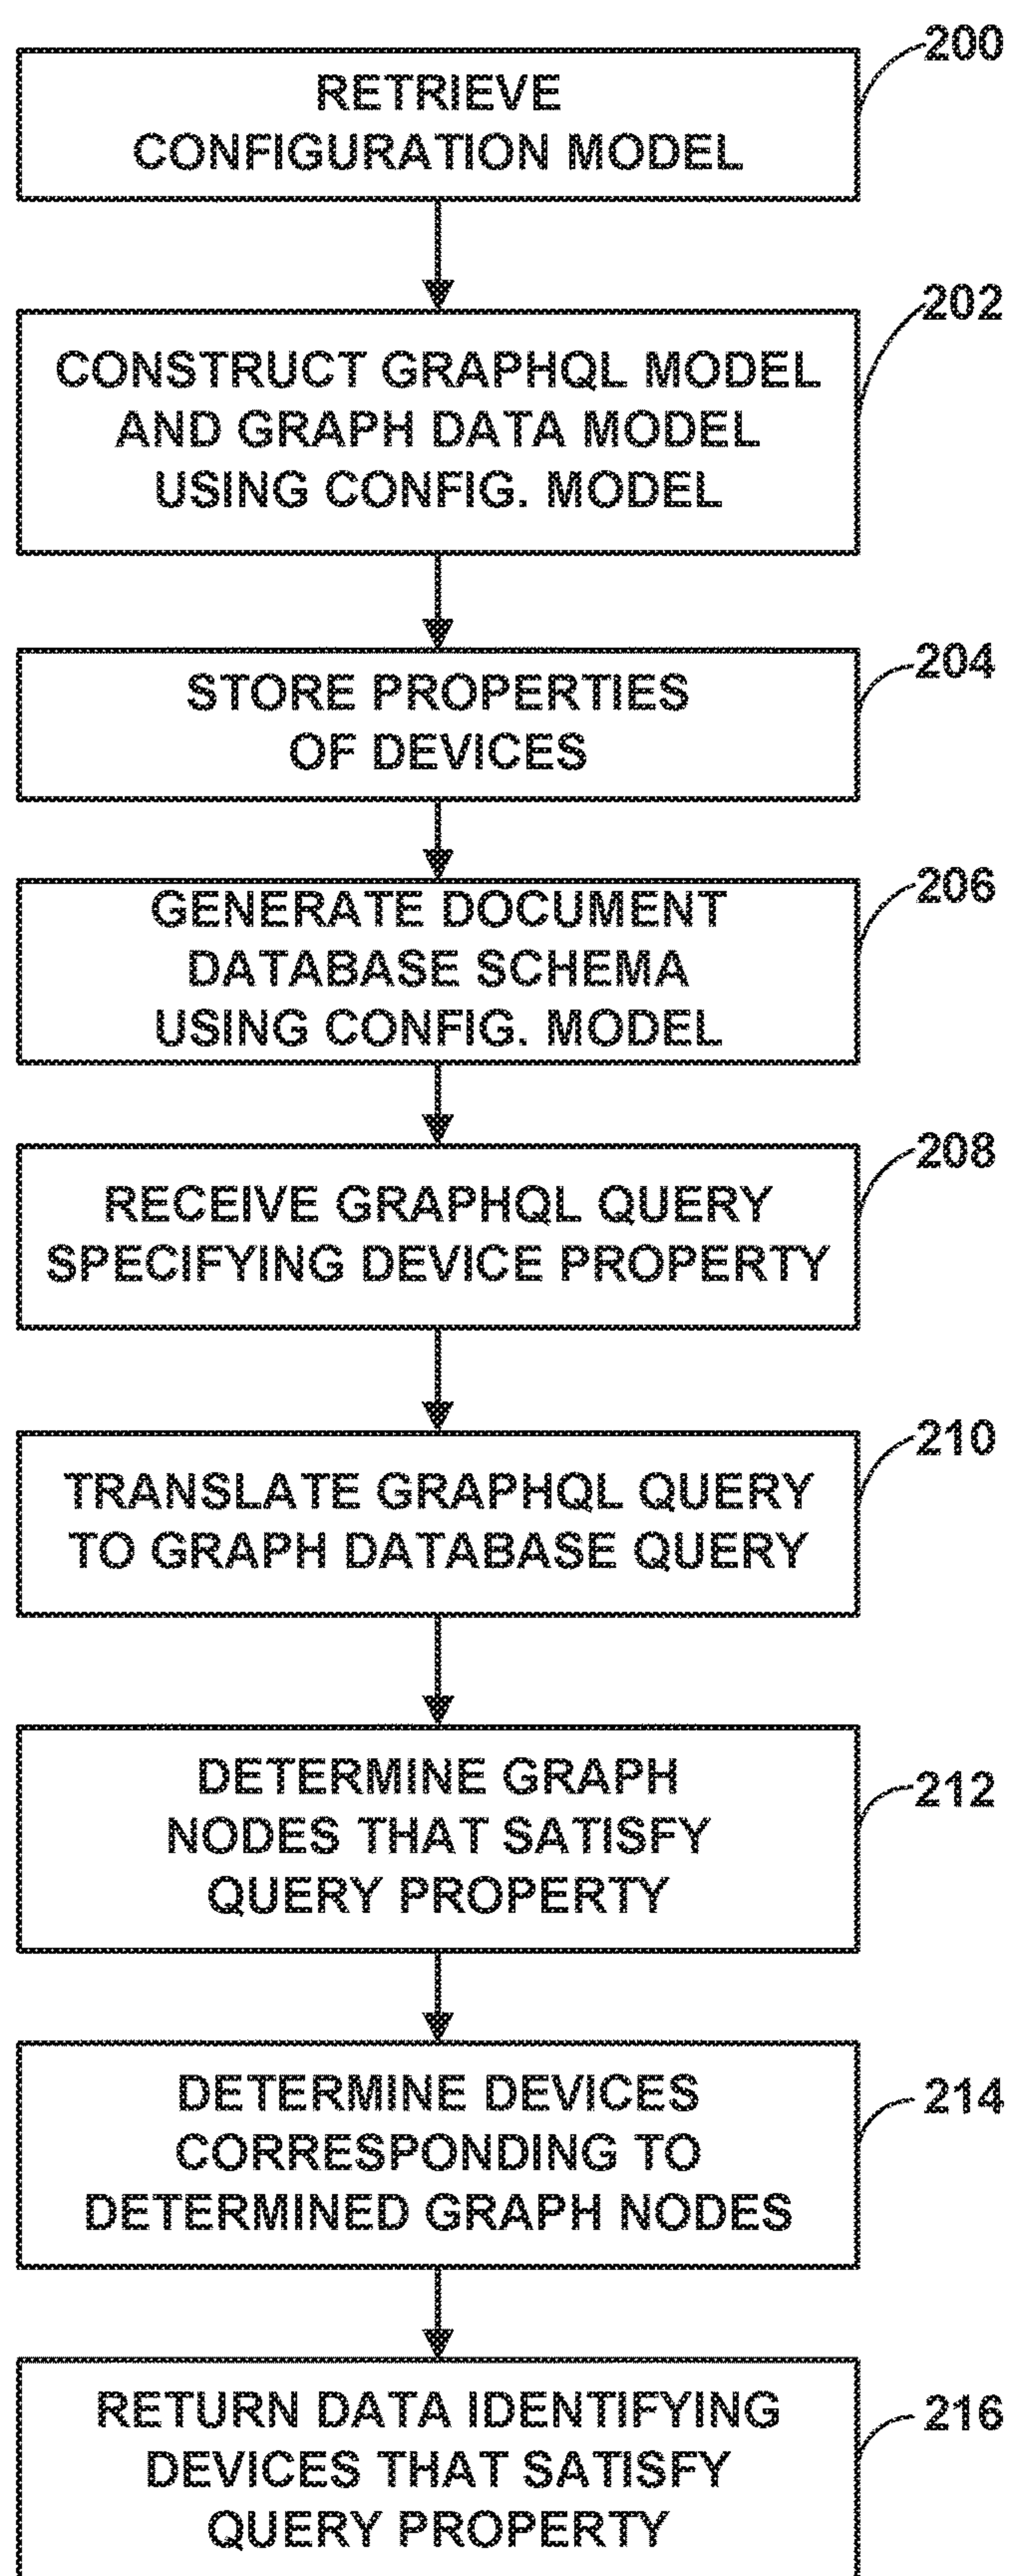 200
RETRIEVE
CONFIGURATION MODEL
202
CONSTRUCT GRAPHQL MODEL
AND GRAPH DATA MODEL
USING CONFIG. MODEL
204
STORE PROPERTIES
OF DEVICES
206
GENERATE DOCUMENT
DATABASE SCHEMA
USING CONFIG. MODEL
208
RECEIVE GRAPHQL QUERY
SPECIFYING DEVICE PROPERTY
210
TRANSLATE GRAPHQL QUERY
TO GRAPH DATABASE QUERY
212
DETERMINE GRAPH
NODES THAT SATISFY
QUERY PROPERTY
214
DETERMINE DEVICES
CORRESPONDING TO
DETERMINED GRAPH NODES
216
RETURN DATA IDENTIFYING
DEVICES THAT SATISFY
QUERY PROPERTY